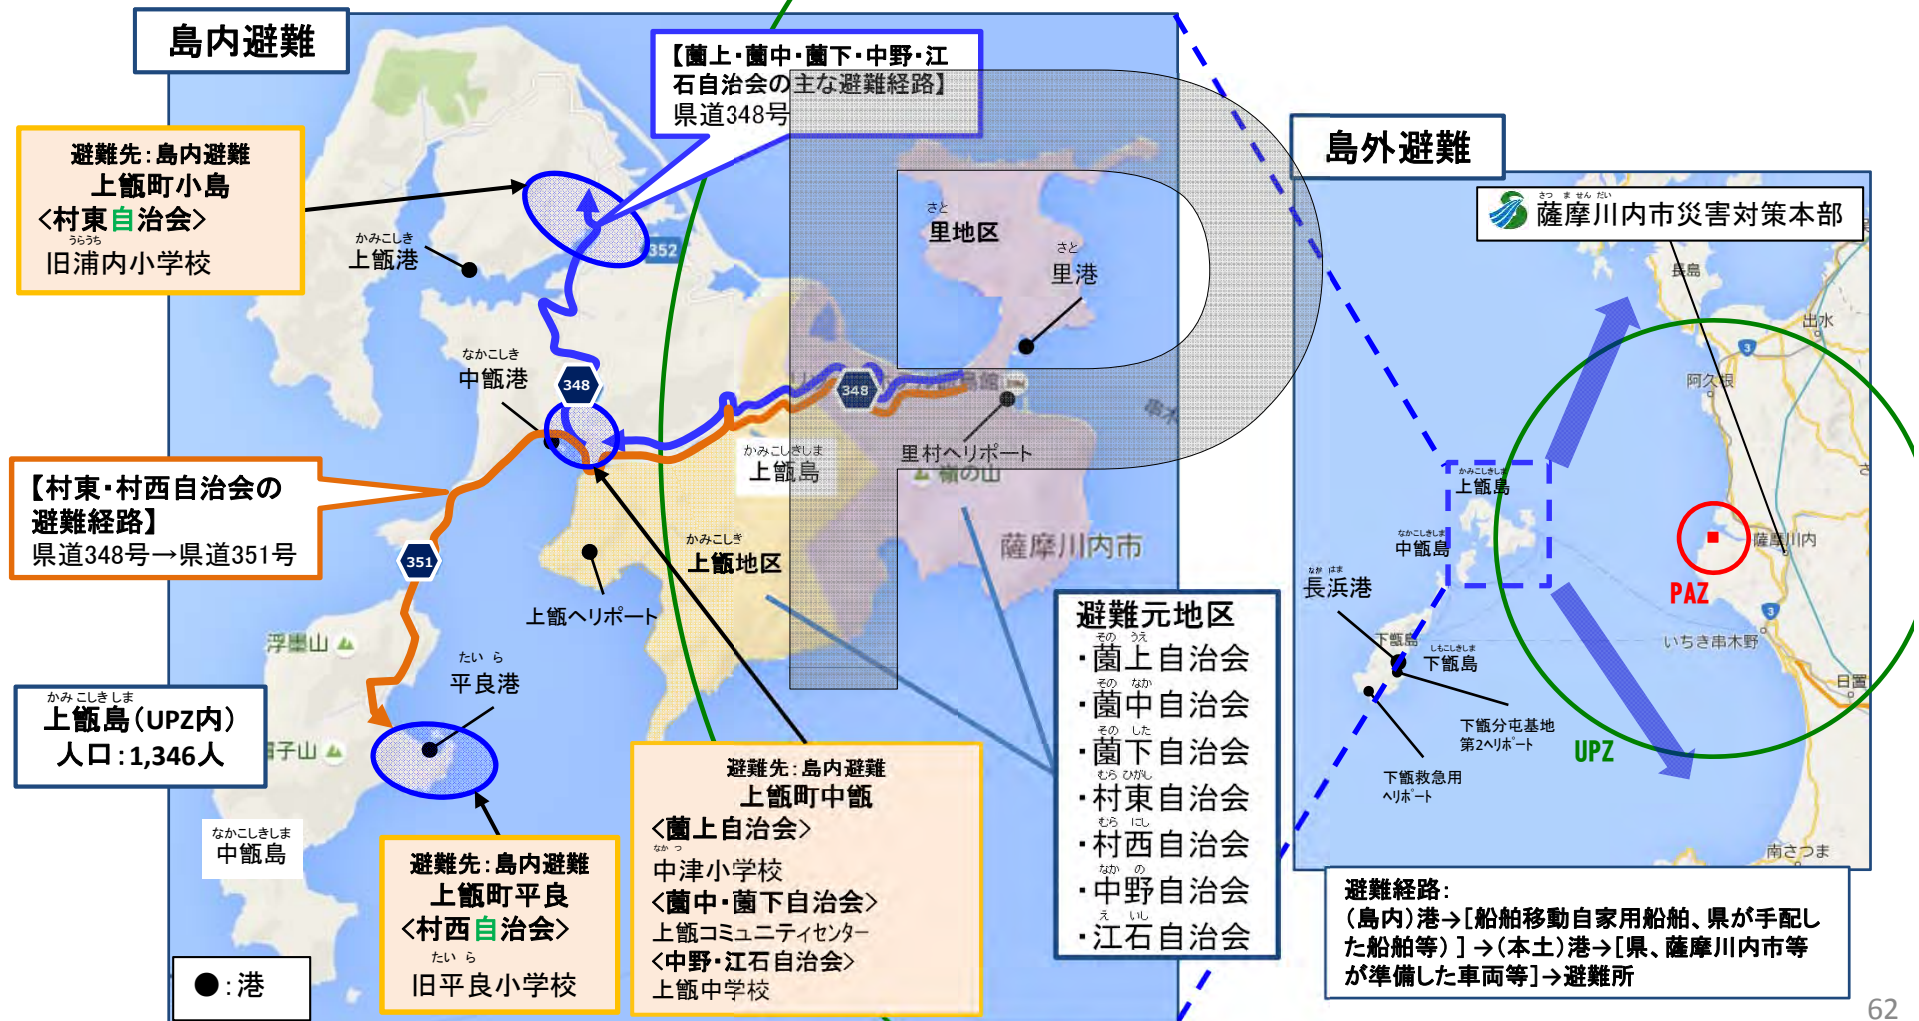 島内避難
【薗上・薗中・薗下・中野・江
石自治会の主な避難経路】
県道348号
避難先：島内避難
上甑町小島
<村東自治会>
うらうち
旧浦内小学校
かみこしき
上甑港
352
さと
里地区
さと
里港
なかこしき
中甑港
348
348
里村ヘリポート
かみこしきしま
上甑島
嶺の山
薩摩川内市
串木
【村東・村西自治会の
避難経路】
県道348号→県道351号
351
かみこしき
上甑地区
上甑ヘリポート
浮墨山
たいら
平良港
かみこしきしま
上甑島（UPZ内）
人口：1,346人
帽子山
なかこしきしま
中甑島
避難先：島内避難
上甑町平良
<村西自治会>
たいら
旧平良小学校
●：港
避難先：島内避難
上甑町中甑
<薗上自治会>
なかつ
中津小学校
<薗中・薗下自治会>
上甑コミュニティセンター
<中野・江石自治会>
上甑中学校
避難元地区
その うえ
・薗上自治会
その なか
・薗中自治会
その した
・薗下自治会
むら ひがし
・村東自治会
むら にし
・村西自治会
なか の
・中野自治会
え いし
・江石自治会
P
島外避難
さつ ま せん だい
薩摩川内市災害対策本部
長島
出水
3
阿久根
かみこしきしま
上甑島
なかこしきしま
中甑島
なが はま
長浜港
薩摩川内
PAZ
3
いちき串木野
下甑島
しもこしきしま
下甑島
日置
下甑分屯基地
第2ヘリポート
UPZ
下甑救急用
ヘリポート
南さつま
避難経路：
（島内）港→[船舶移動自家用船舶、県が手配し
た船舶等）]→(本土)港→[県、薩摩川内市等
が準備した車両等]→避難所
62